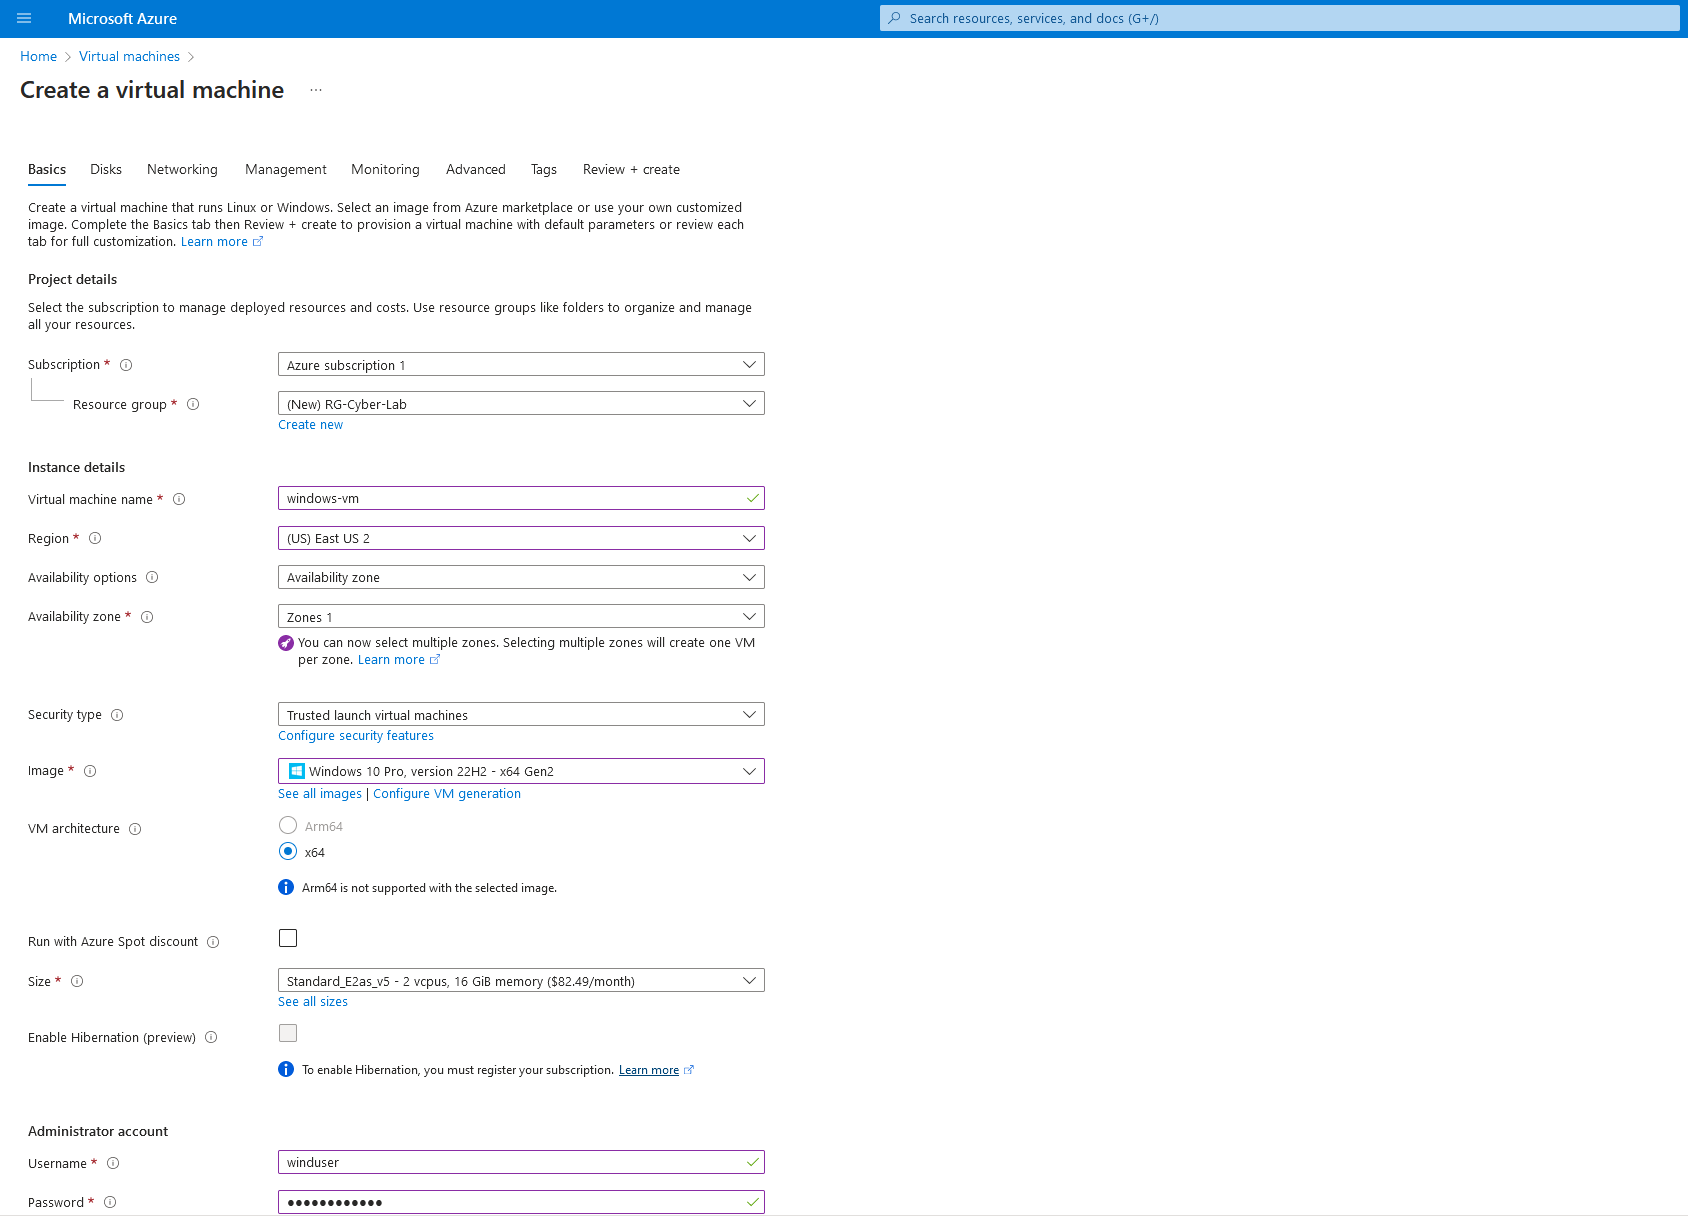 Microsoft Azure
Search resources, services, and docs (G+/)
Home > Virtual machines >
Create a virtual machine ...
Basics Disks Networking Management Monitoring Advanced Tags Review + create
Create a virtual machine that runs Linux or Windows. Select an image from Azure marketplace or use your own customized
image. Complete the Basics tab then Review + create to provision a virtual machine with default parameters or review each
tab for full customization. Learn more
Project details
Select the subscription to manage deployed resources and costs. Use resource groups like folders to organize and manage
all your resources.
Subscription * Azure subscription 1
Resource group * (New) RG-Cyber-Lab
Create new
Instance details
Virtual machine name * windows-vm
Region * (US) East US 2
Availability options Availability zone
Availability zone * Zones 1
You can now select multiple zones. Selecting multiple zones will create one VM
per zone. Learn more
Security type Trusted launch virtual machines
Configure security features
Image * Windows 10 Pro, version 22H2 - x64 Gen2
See all images | Configure VM generation
VM architecture Arm64
x64
Arm64 is not supported with the selected image.
Run with Azure Spot discount
Size * Standard_E2as_v5 - 2 vcpus, 16 GiB memory ($82.49/month)
See all sizes
Enable Hibernation (preview)
To enable Hibernation, you must register your subscription. Learn more
Administrator account
Username * winduser
Password * ●●●●●●●●●●●●